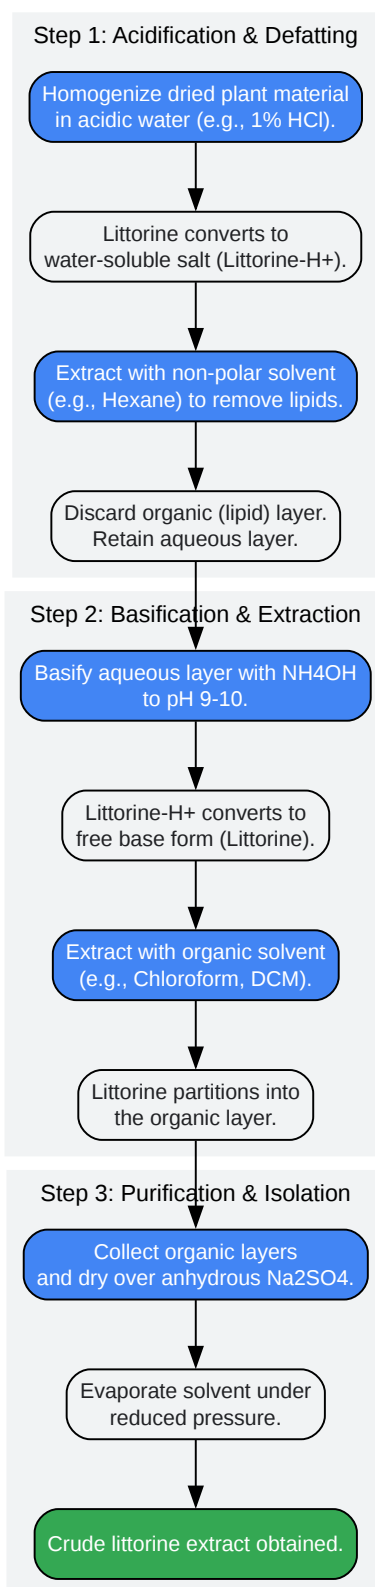 Step 1: Acidification & Defatting
Homogenize dried plant material
in acidic water (e.g., 1% HCl).
Littorine converts to
water-soluble salt (Littorine-H+).
Extract with non-polar solvent
(e.g., Hexane) to remove lipids.
Discard organic (lipid) layer.
Retain aqueous layer.
Step 2: Basification & Extraction
Basify aqueous layer with NH4OH
to pH 9-10.
Littorine-H+ converts to
free base form (Littorine).
Extract with organic solvent
(e.g., Chloroform, DCM).
Littorine partitions into
the organic layer.
Step 3: Purification & Isolation
Collect organic layers
and dry over anhydrous Na2SO4.
Evaporate solvent under
reduced pressure.
Crude littorine extract obtained.